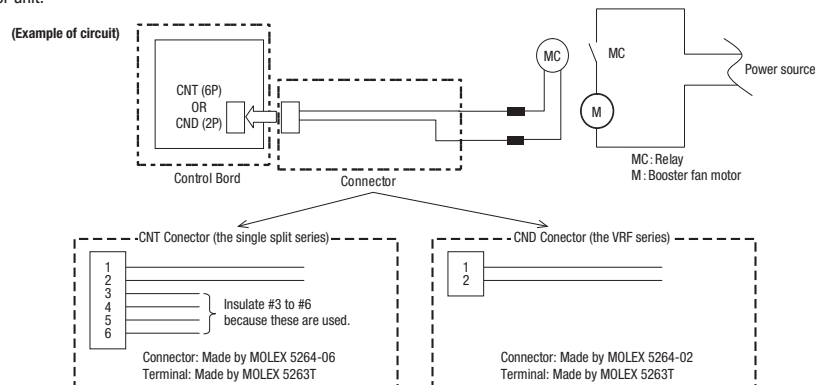 or unit.
(Example of circuit)
CNT (6P)
OR
CND (2P)
Control Bord
Connector
MC
MC
M
Power source
MC: Relay
M: Booster fan motor
CNT Conector (the single split series)
1
2
3
4
5
6
Insulate #3 to #6
because these are used.
Connector: Made by MOLEX 5264-06
Terminal: Made by MOLEX 5263T
CND Conector (the VRF series)
1
2
Connector: Made by MOLEX 5264-02
Terminal: Made by MOLEX 5263T